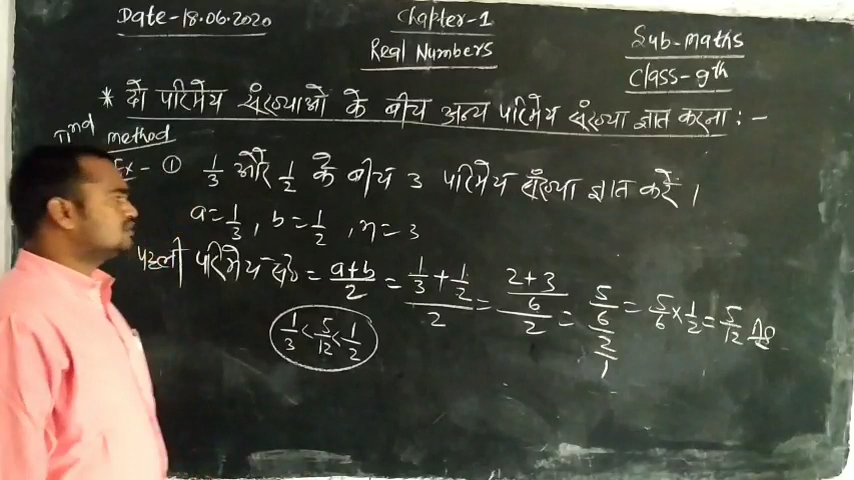 Date-18.06.2020
Chapter-1
Real Numbers
Sub-Maths
Class-9th
* दो परिमेय संख्याओ के बीच अन्य परिमेय संख्या ज्ञात करना :-
IInd method
Ex- ① 1/3 और 1/2 के बीच 3 परिमेय संख्या ज्ञात करें ।
a=1/3, b=1/2, n=3
पहली परिमेय सं० = (a+b)/2 = (1/3+1/2)/2 = ((2+3)/6)/2 = (5/6)/(2/1) = 5/6×1/2 = 5/12 Ans
1/3<5/12<1/2